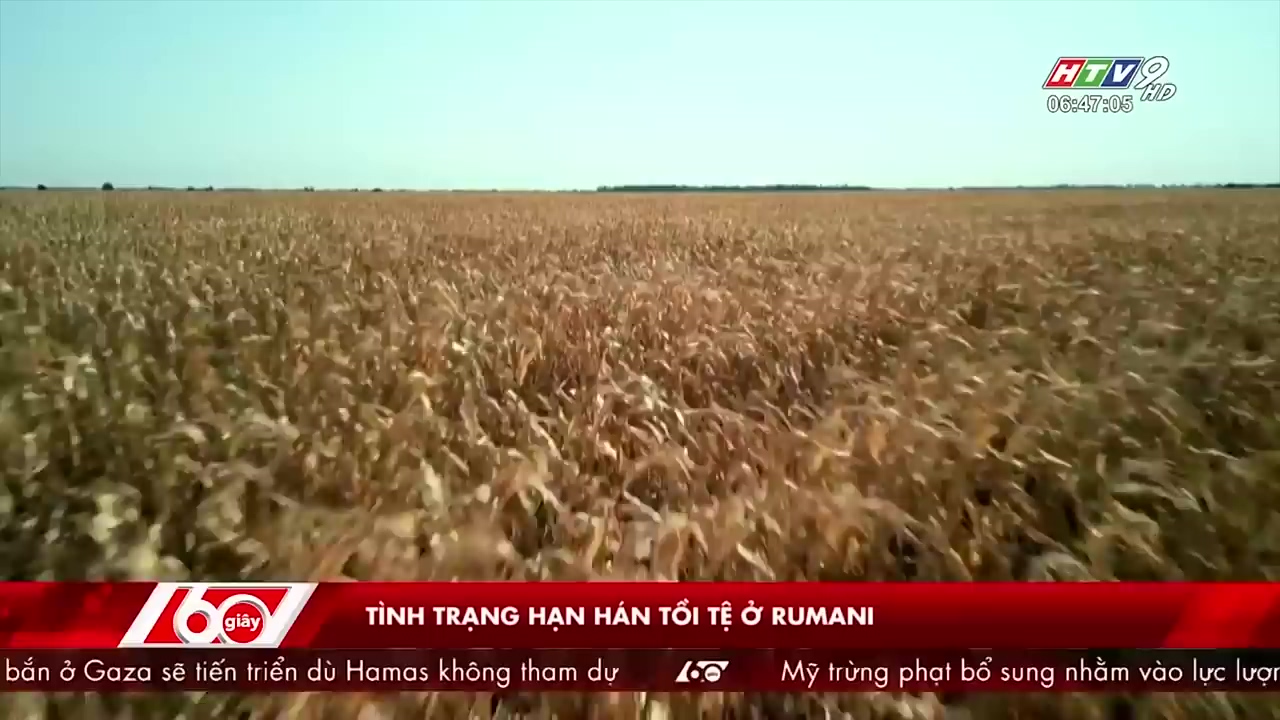 HTV9
HD
06:47:05
60 giây
TÌNH TRẠNG HẠN HÁN TỒI TỆ Ở RUMANI
bắn ở Gaza sẽ tiến triển dù Hamas không tham dự
60
Mỹ trừng phạt bổ sung nhằm vào lực lượn